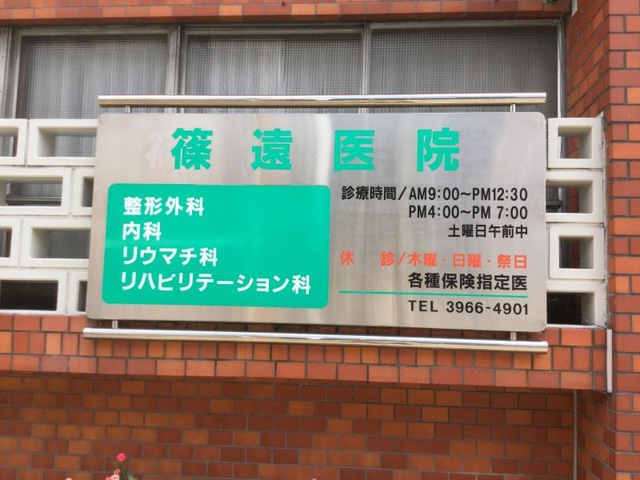 篠遠医院
整形外科
内科
リウマチ科
リハビリテーション科
診療時間/AM9:00～PM12:30
PM4:00～PM 7:00
土曜日午前中
休 診/木曜・日曜・祭日
各種保険指定医
TEL 3966-4901